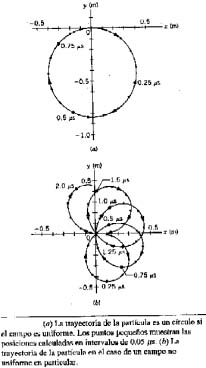 y (m)
-0.5
0
0.5
x (m)
0.75 μs
-0.5
0.25 μs
0.5 μs
-1.0
(a)
y (m)
0.5
1.5 μs
2.0 μs
1.0 μs
0.5 μs
-0.5
0.5
x (m)
1.25 μs
0.75 μs
-0.5
0.25 μs
(b)
(a) La trayectoria de la partícula es un círculo si
el campo es uniforme. Los puntos pequeños muestran las
posiciones calculadas en intervalos de 0.05 μs. (b) La
trayectoria de la partícula en el caso de un campo no
uniforme en particular.